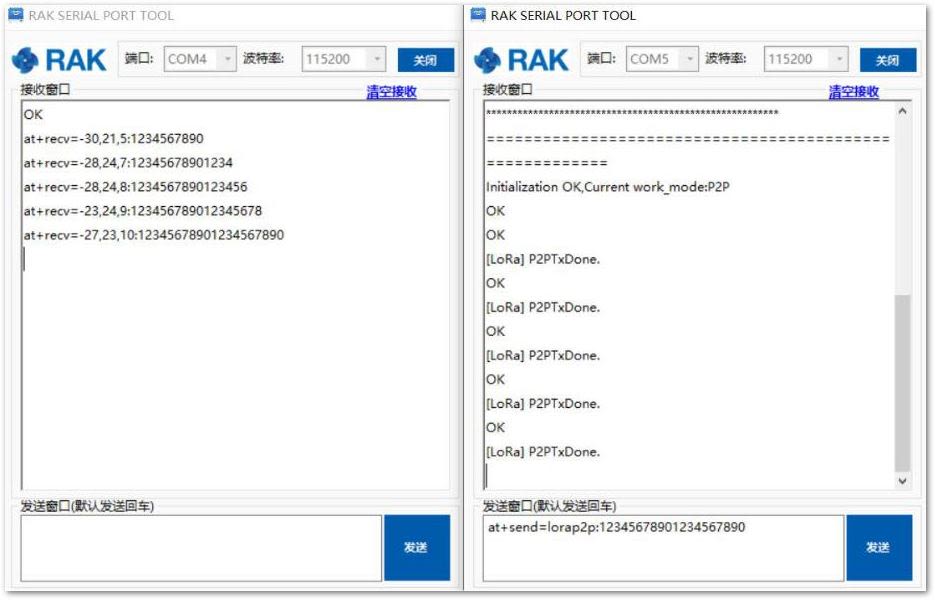 RAK SERIAL PORT TOOL
RAK
端口: COM4 波特率: 115200 关闭
接收窗口
清空接收
OK
at+recv=-30,21,5:1234567890
at+recv=-28,24,7:12345678901234
at+recv=-28,24,8:1234567890123456
at+recv=-23,24,9:123456789012345678
at+recv=-27,23,10:12345678901234567890
发送窗口(默认发送回车)
发送
RAK SERIAL PORT TOOL
RAK
端口: COM5 波特率: 115200 关闭
接收窗口
清空接收
********************************************************
==========================================
=============
Initialization OK,Current work_mode:P2P
OK
OK
[LoRa] P2PTxDone.
OK
[LoRa] P2PTxDone.
OK
[LoRa] P2PTxDone.
OK
[LoRa] P2PTxDone.
OK
[LoRa] P2PTxDone.
发送窗口(默认发送回车)
at+send=lorap2p:12345678901234567890
发送